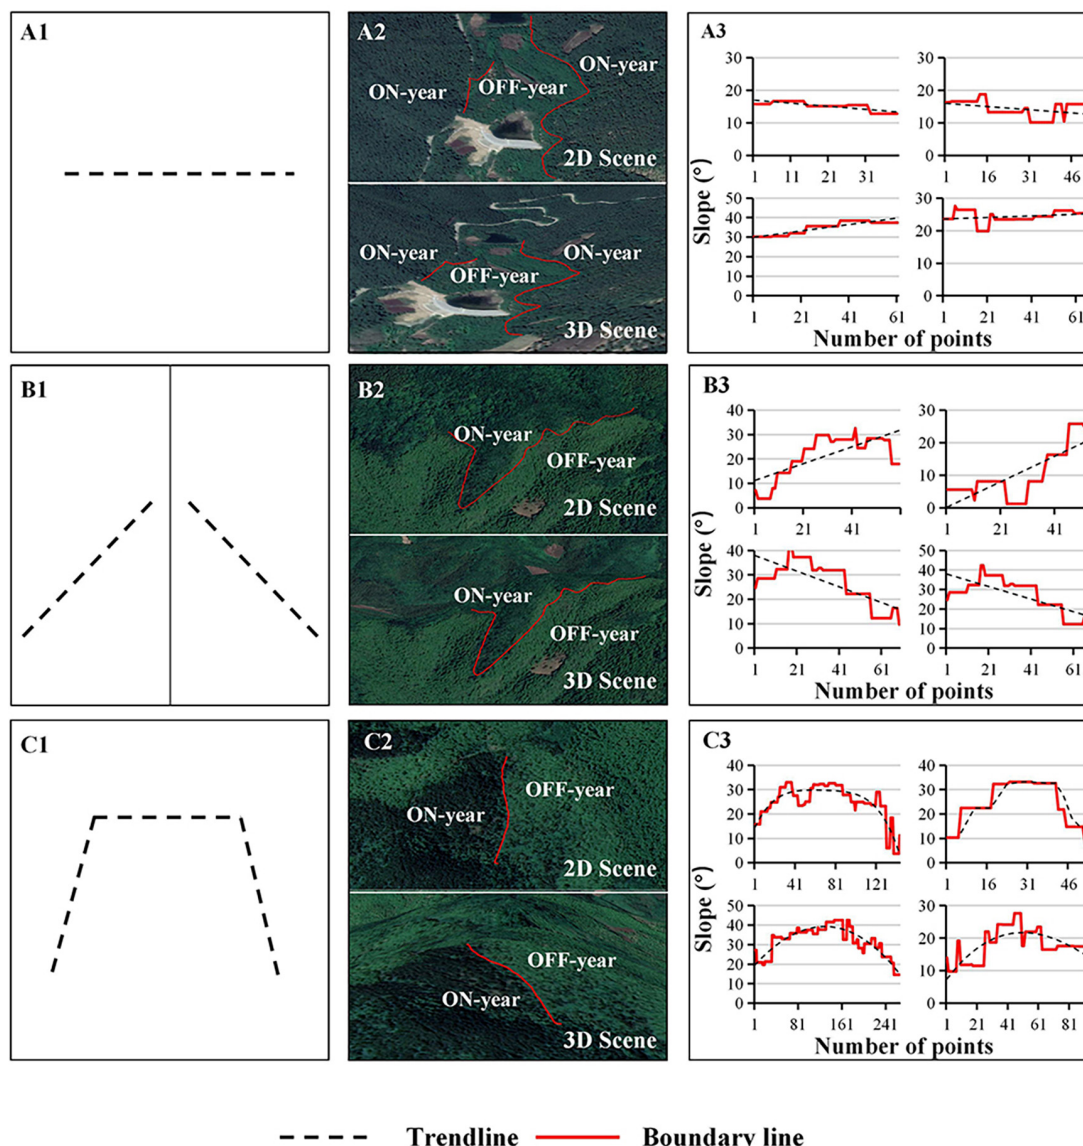 A1
A2
ON-year
ON-year
OFF-year
2D Scene
ON-year
ON-year
OFF-year
3D Scene
A3
Slope (°)
30
20
10
0
1 11 21 31
30
20
10
0
1 16 31 46
50
40
30
20
10
0
1 21 41 61
30
20
10
0
1 21 41 61
Number of points
B1
B2
ON-year
OFF-year
2D Scene
ON-year
OFF-year
3D Scene
B3
Slope (°)
40
30
20
10
0
1 21 41
30
20
10
0
1 21 41
40
30
20
10
0
1 21 41 61
50
40
30
20
10
0
1 21 41 61
Number of points
C1
C2
OFF-year
ON-year
2D Scene
OFF-year
ON-year
3D Scene
C3
Slope (°)
40
30
20
10
0
1 41 81 121
40
30
20
10
0
1 16 31 46
50
40
30
20
10
0
1 81 161 241
30
20
10
0
1 21 41 61 81
Number of points
Trendline Boundary line